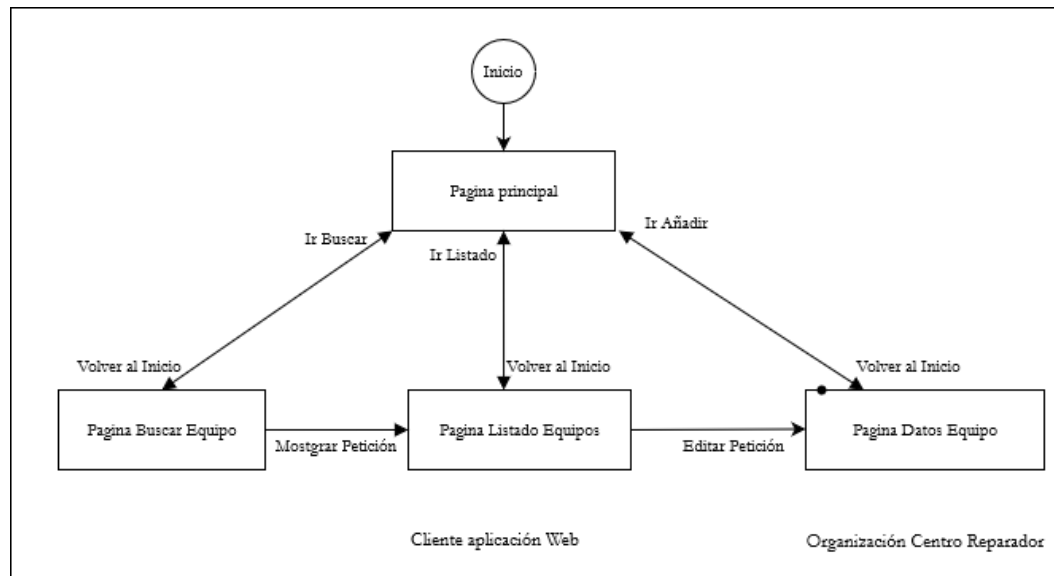 Inicio
Pagina principal
Ir Buscar
Ir Listado
Ir Añadir
Volver al Inicio
Volver al Inicio
Volver al Inicio
Pagina Buscar Equipo
Mostgrar Petición
Pagina Listado Equipos
Editar Petición
Pagina Datos Equipo
Cliente aplicación Web
Organización Centro Reparador